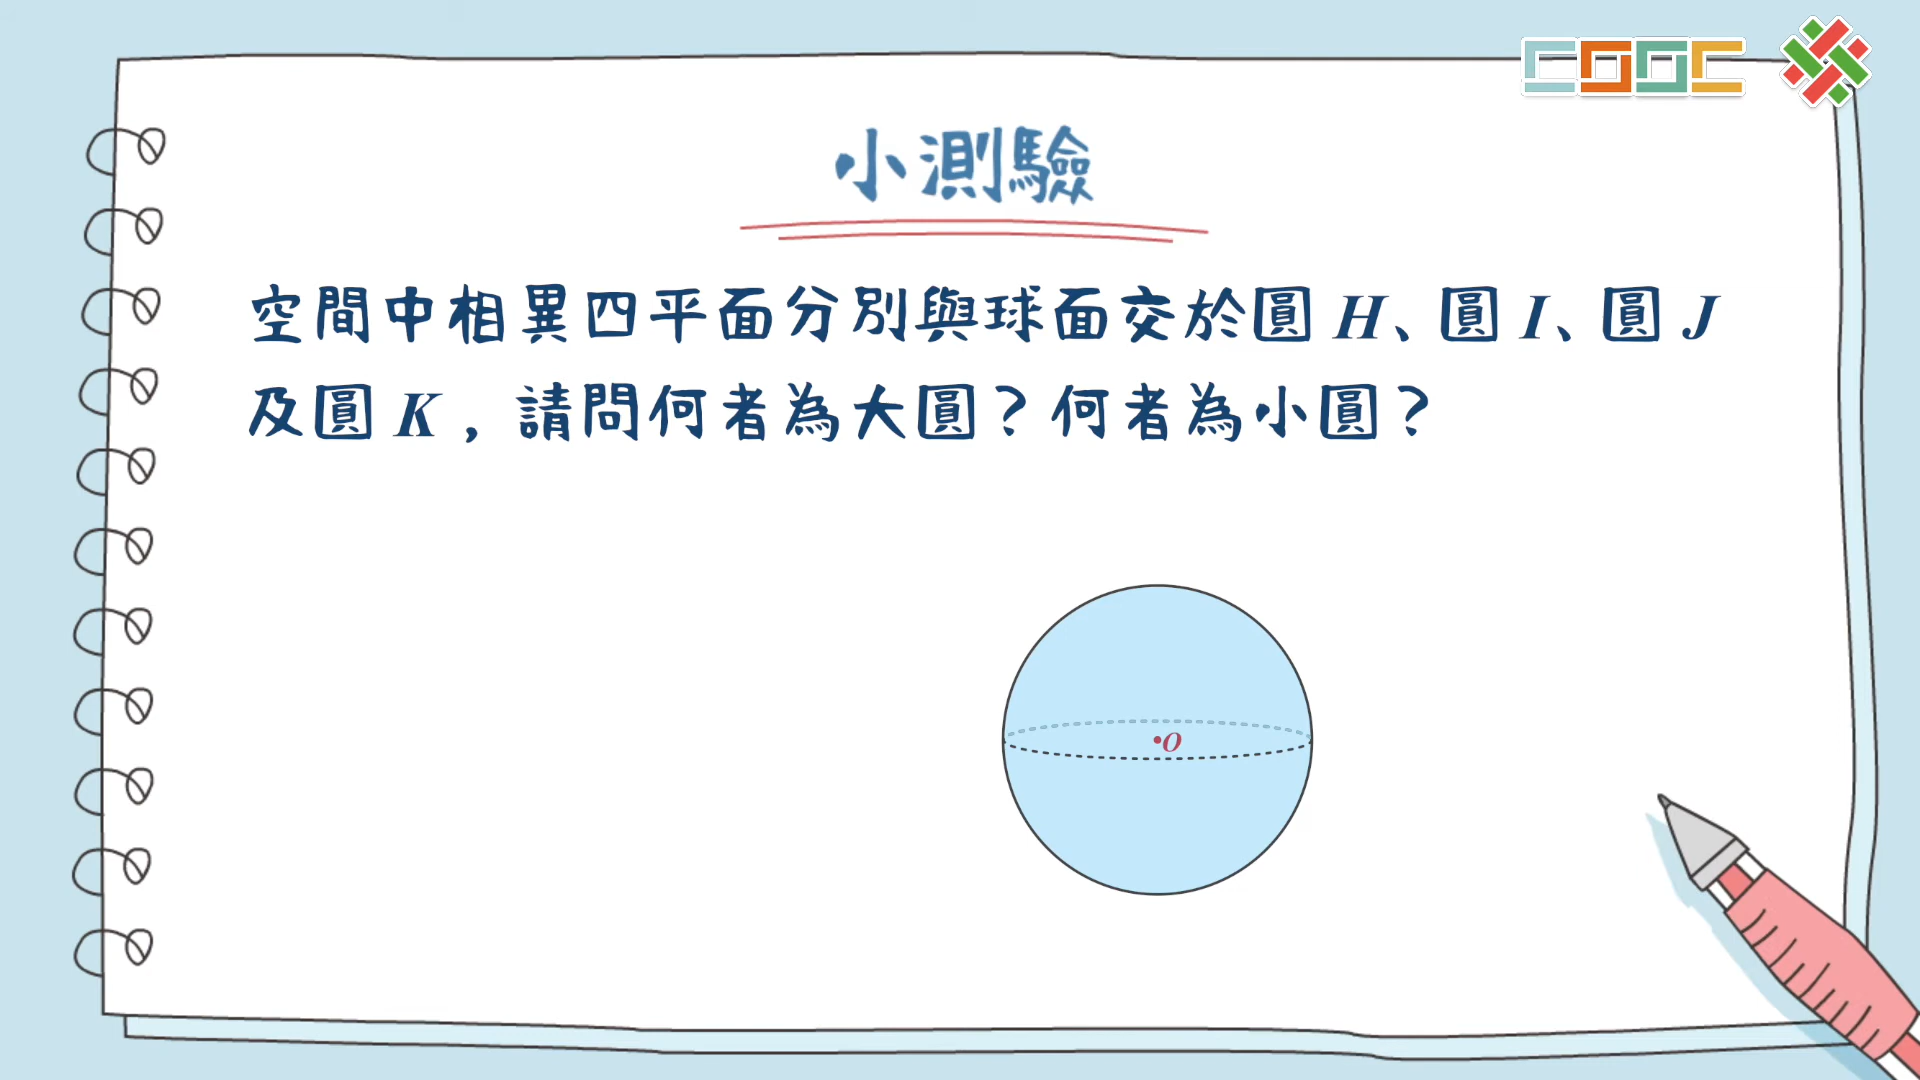 COOC
小測驗
空間中相異四平面分別與球面交於圓 H、圓 I、圓 J
及圓 K，請問何者為大圓？何者為小圓？
O